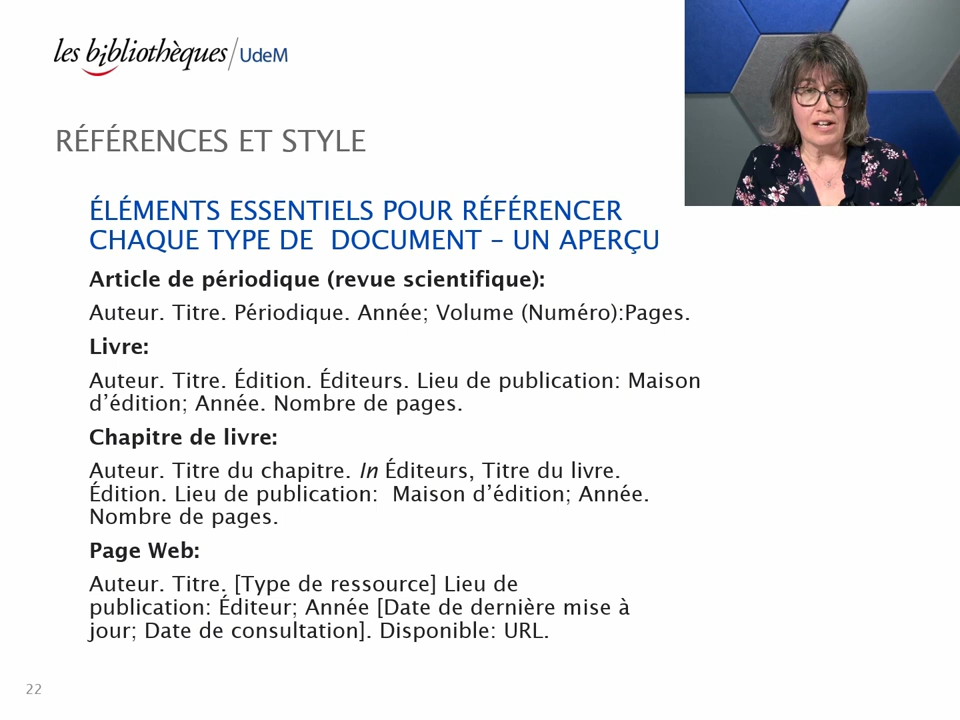 les bibliothèques/UdeM
RÉFÉRENCES ET STYLE
ÉLÉMENTS ESSENTIELS POUR RÉFÉRENCER
CHAQUE TYPE DE DOCUMENT – UN APERÇU
Article de périodique (revue scientifique):
Auteur. Titre. Périodique. Année; Volume (Numéro):Pages.
Livre:
Auteur. Titre. Édition. Éditeurs. Lieu de publication: Maison
d’édition; Année. Nombre de pages.
Chapitre de livre:
Auteur. Titre du chapitre. In Éditeurs, Titre du livre.
Édition. Lieu de publication: Maison d’édition; Année.
Nombre de pages.
Page Web:
Auteur. Titre. [Type de ressource] Lieu de
publication: Éditeur; Année [Date de dernière mise à
jour; Date de consultation]. Disponible: URL.
22